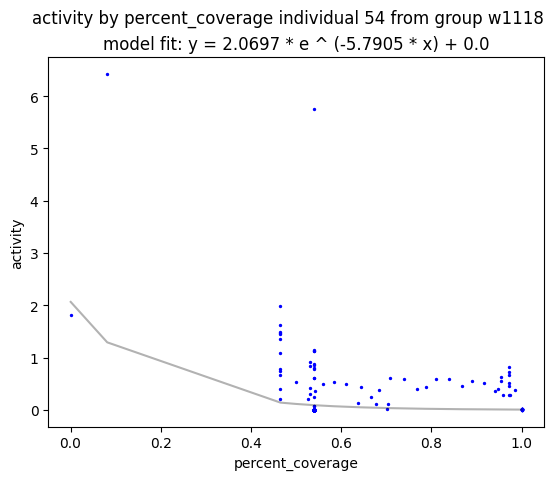 activity by percent_coverage individual 54 from group w1118
model fit: y = 2.0697 * e ^ (-5.7905 * x) + 0.0
6
5
4
3
2
1
0
activity
0.0 0.2 0.4 0.6 0.8 1.0
percent_coverage